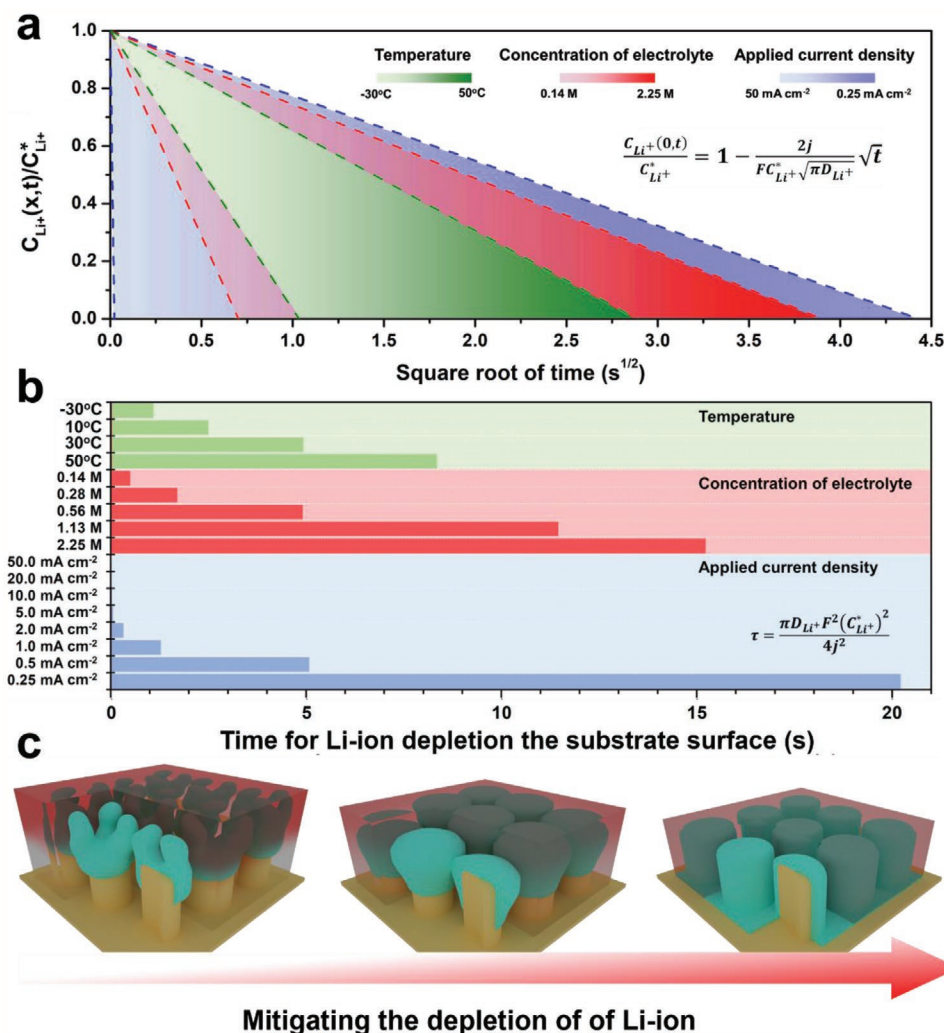 a
1.0
0.8
0.6
0.4
0.2
0.0
C_Li+(x,t)/C*_Li+
Temperature
-30°C 50°C
Concentration of electrolyte
0.14 M 2.25 M
Applied current density
50 mA cm⁻² 0.25 mA cm⁻²
C_Li+(0,t)/C*_Li+ = 1 − 2j/(FC*_Li+√(πD_Li+)) √t
0.0 0.5 1.0 1.5 2.0 2.5 3.0 3.5 4.0 4.5
Square root of time (s^1/2)
b
-30°C
10°C
30°C
50°C
Temperature
0.14 M
0.28 M
0.56 M
1.13 M
2.25 M
Concentration of electrolyte
50.0 mA cm⁻²
20.0 mA cm⁻²
10.0 mA cm⁻²
5.0 mA cm⁻²
2.0 mA cm⁻²
1.0 mA cm⁻²
0.5 mA cm⁻²
0.25 mA cm⁻²
Applied current density
τ = πD_Li+F²(C*_Li+)²/4j²
0 5 10 15 20
Time for Li-ion depletion the substrate surface (s)
c
Mitigating the depletion of of Li-ion